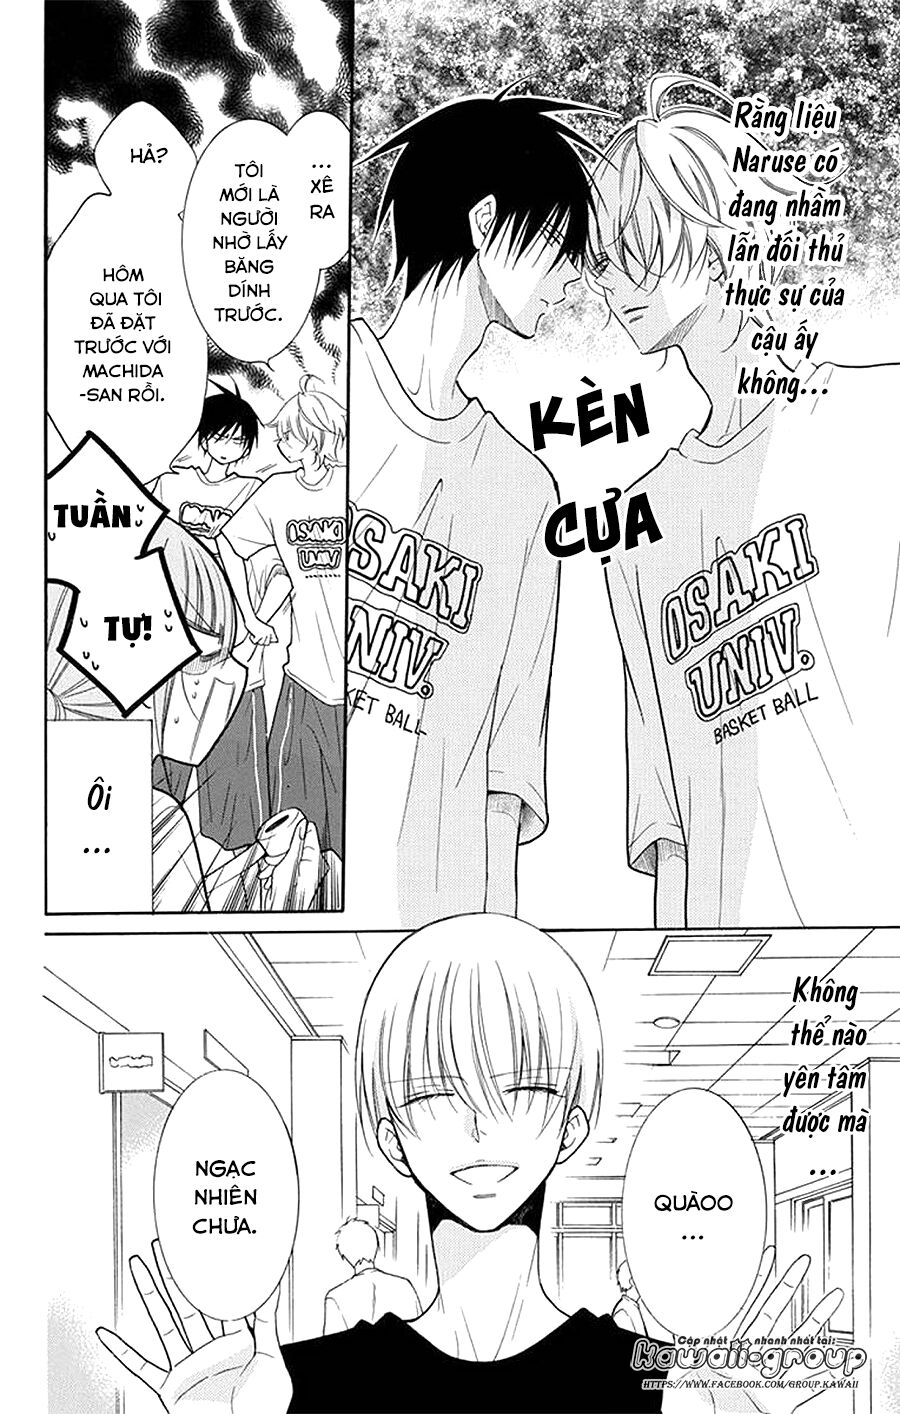 Rằng liệu
Naruse có
đang nhầm
lẫn đối thủ
thực sự của
cậu ấy
không...
KÈN
CỰA
OSAKI
UNIV.
BASKET BALL
OSAKI
UNIV.
BASKET BALL
...
XÊ
RA
TÔI
MỚI LÀ
NGƯỜI
NHỜ LẤY
BĂNG
DÍNH
TRƯỚC.
HẢ?
HÔM
QUA TÔI
ĐÃ ĐẶT
TRƯỚC VỚI
MACHIDA
-SAN RỒI.
OSAKI
UNIV
TUẦN
TỰ!
Ôi
...
Không
thể nào
yên tâm
được mà
...
QUÀOO
...
NGẠC
NHIÊN
CHƯA.
Cập nhật nhanh nhất tại:
kawaii-group
HTTPS://WWW.FACEBOOK.COM/GROUP.KAWAII